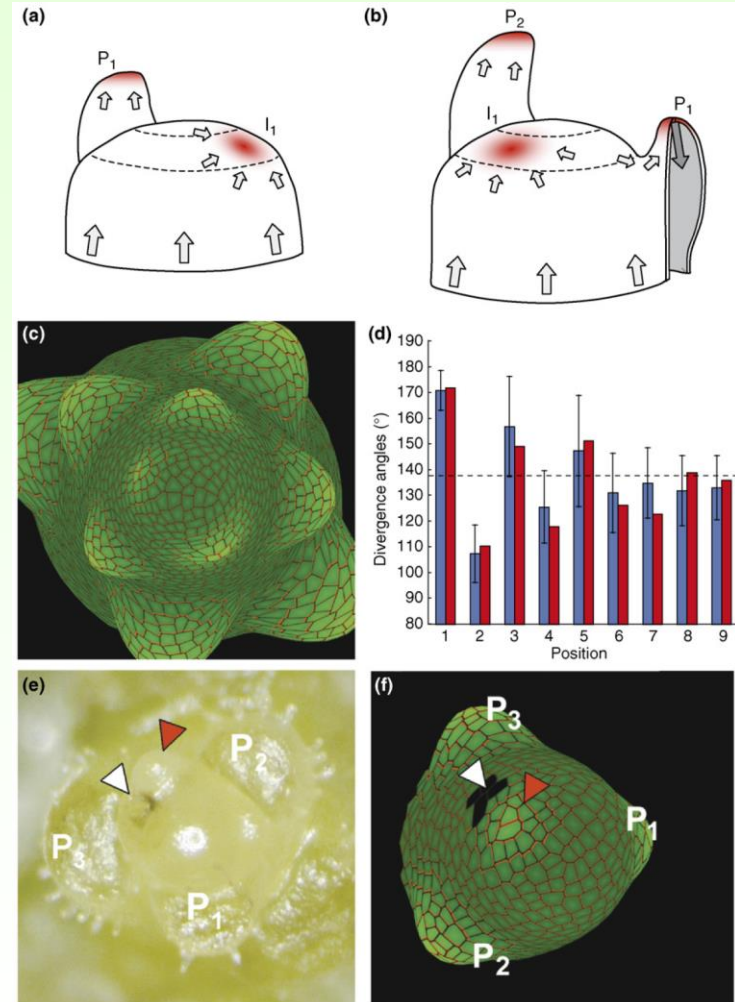 (a)
P1
I1
(b)
P2
I1
P1
(c)
(d)
190
180
170
160
150
140
130
120
110
100
90
80
Divergence angles (°)
1 2 3 4 5 6 7 8 9
Position
(e)
P2
P3
P1
(f)
P3
P1
P2